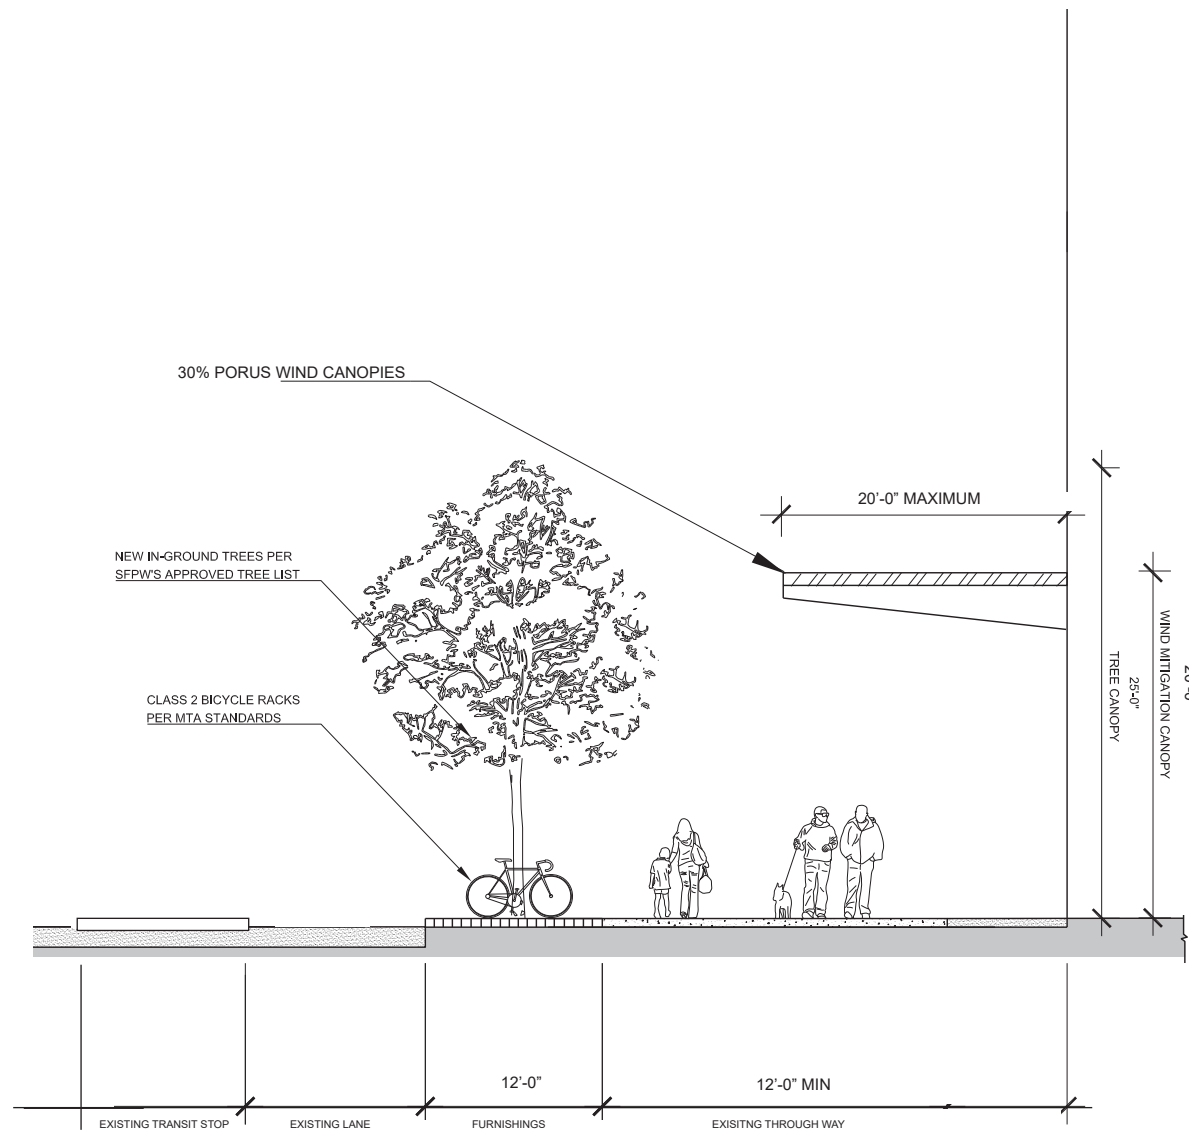 30% PORUS WIND CANOPIES
20'-0" MAXIMUM
NEW IN-GROUND TREES PER
SFPW'S APPROVED TREE LIST
CLASS 2 BICYCLE RACKS
PER MTA STANDARDS
25'-0"
TREE CANOPY
WIND MITIGATION CANOPY
12'-0"
12'-0" MIN
EXISTING TRANSIT STOP
EXISTING LANE
FURNISHINGS
EXISITNG THROUGH WAY